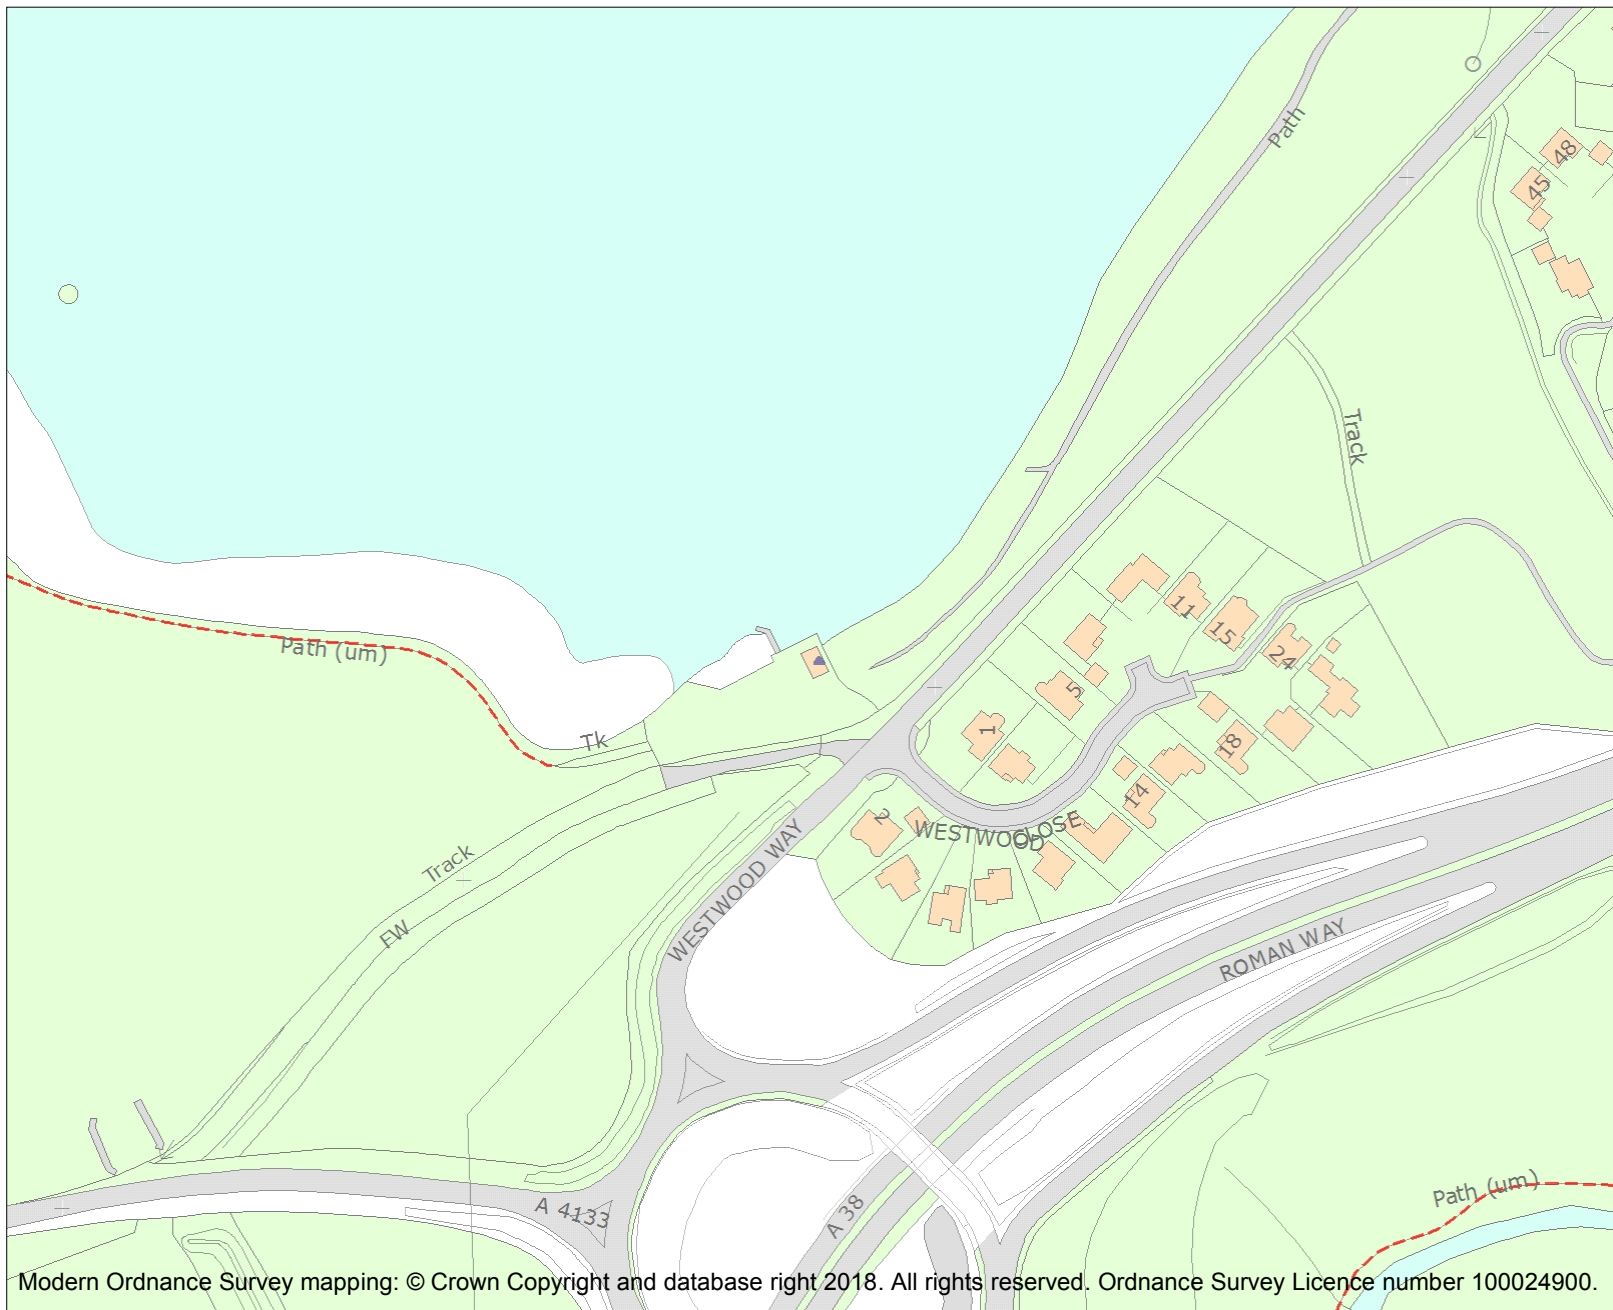 Path
48
45
Track
11
15
24
5
Path (um)
Tk
1
18
14
2
WESTWOOD
CLOSE
WESTWOOD WAY
Track
FW
ROMAN WAY
A 4133
A 38
Path (um)
Modern Ordnance Survey mapping: © Crown Copyright and database right 2018. All rights reserved. Ordnance Survey Licence number 100024900.